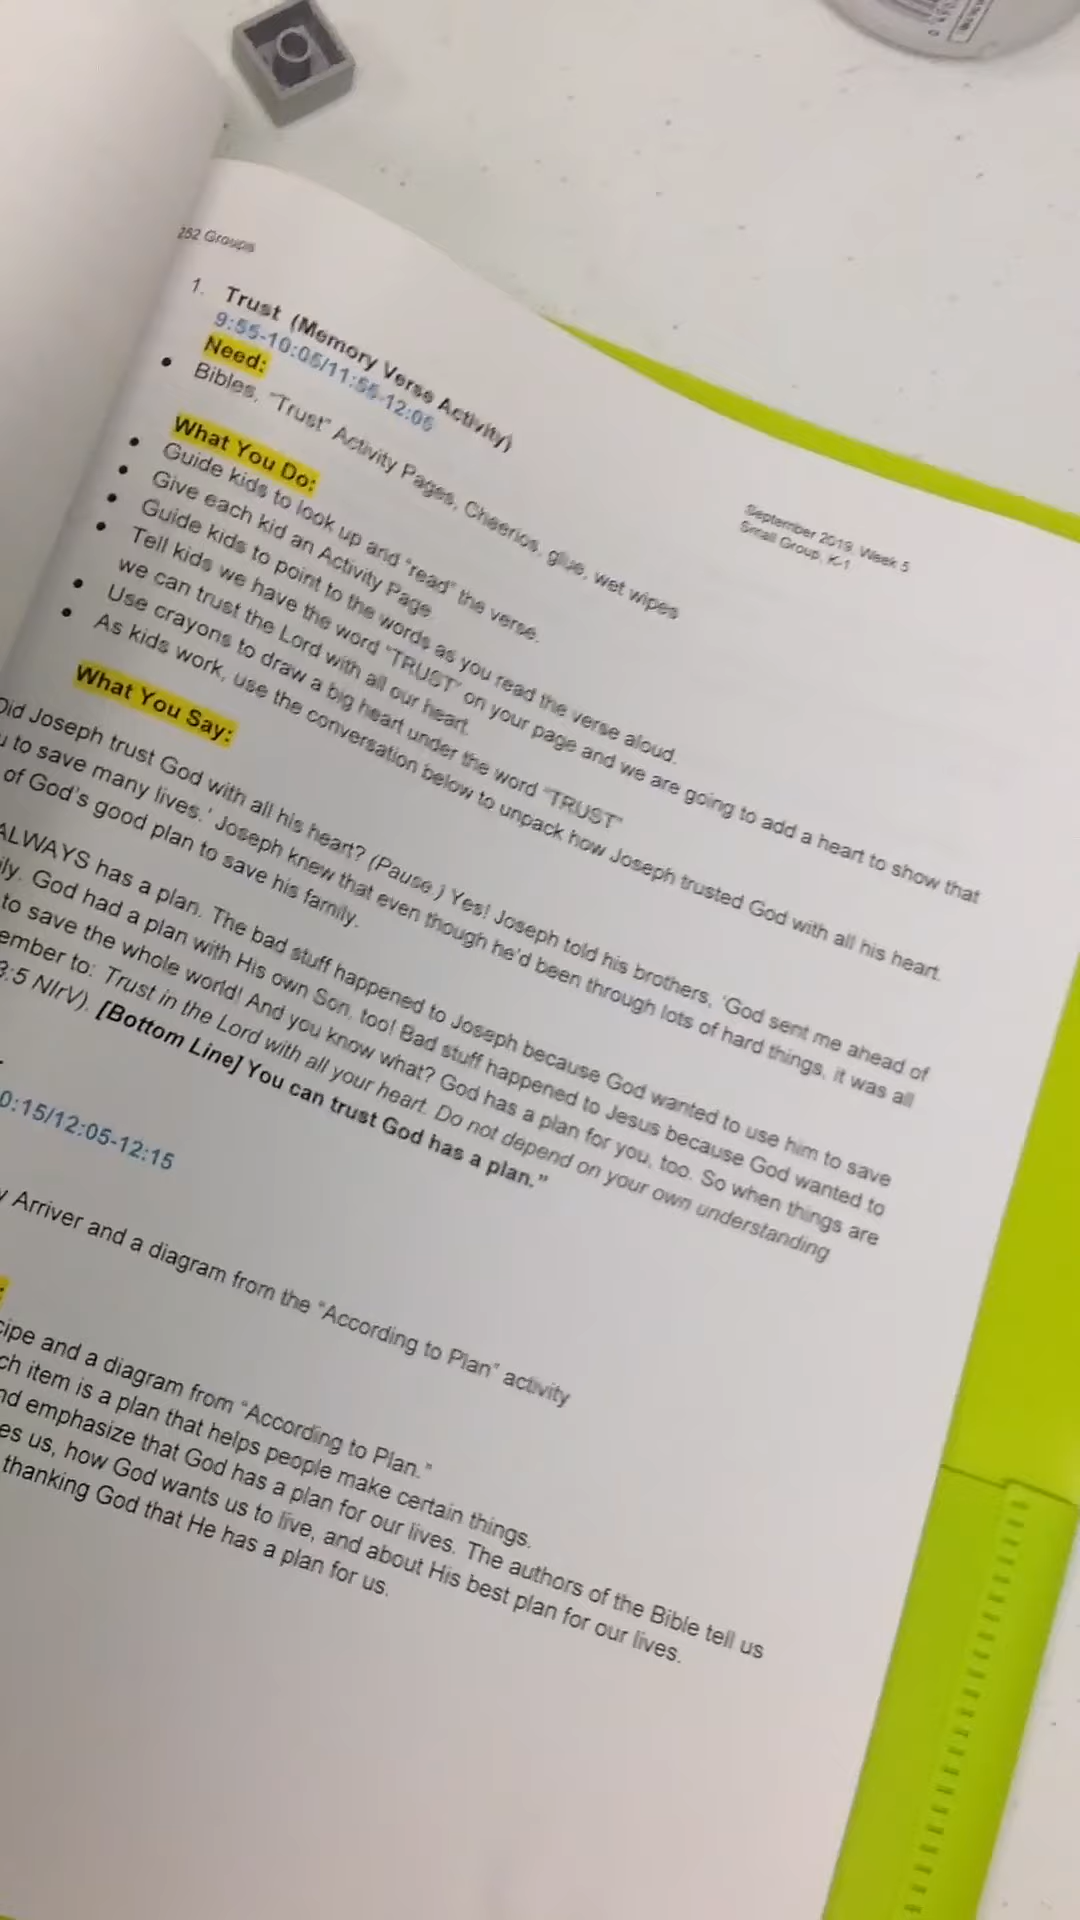 252 Groups
September 2019, Week 5
Small Group, K-1
1. Trust (Memory Verse Activity)
9:55-10:05/11:55-12:05
Need:
• Bibles, "Trust" Activity Pages, Cheerios, glue, wet wipes
What You Do:
• Guide kids to look up and "read" the verse.
• Give each kid an Activity Page
• Guide kids to point to the words as you read the verse aloud.
• Tell kids we have the word "TRUST" on your page and we are going to add a heart to show that
we can trust the Lord with all our heart.
• Use crayons to draw a big heart under the word "TRUST"
• As kids work, use the conversation below to unpack how Joseph trusted God with all his heart.
What You Say:
Did Joseph trust God with all his heart? (Pause.) Yes! Joseph told his brothers, 'God sent me ahead of
to save many lives.' Joseph knew that even though he'd been through lots of hard things, it was all
of God's good plan to save his family.
ALWAYS has a plan. The bad stuff happened to Joseph because God wanted to use him to save
God had a plan with His own Son, too! Bad stuff happened to Jesus because God wanted to
to save the whole world! And you know what? God has a plan for you, too. So when things are
to: Trust in the Lord with all your heart. Do not depend on your own understanding
3:5 NIrV). [Bottom Line] You can trust God has a plan."
0:15/12:05-12:15
Arriver and a diagram from the "According to Plan" activity
and a diagram from "According to Plan."
item is a plan that helps people make certain things.
emphasize that God has a plan for our lives. The authors of the Bible tell us
us, how God wants us to live, and about His best plan for our lives.
thanking God that He has a plan for us.